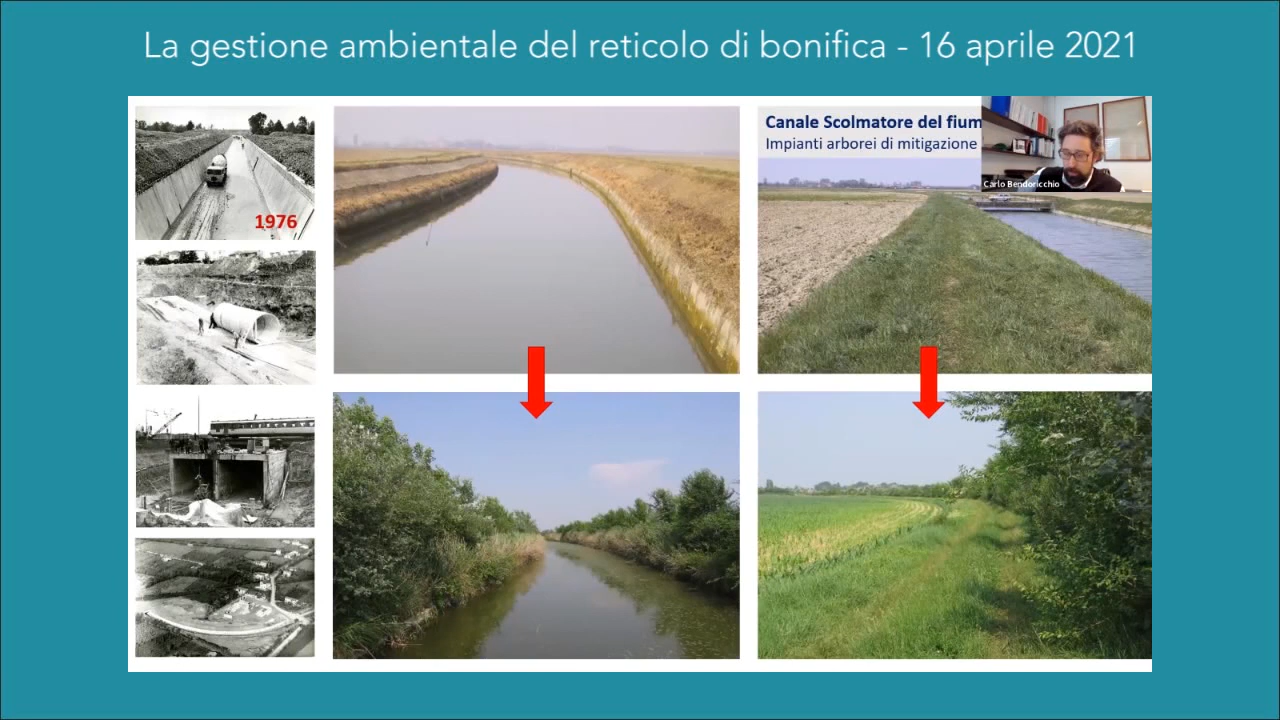 La gestione ambientale del reticolo di bonifica - 16 aprile 2021
1976
Canale Scolmatore del fium
Impianti arborei di mitigazione
Carlo Bendoricchio